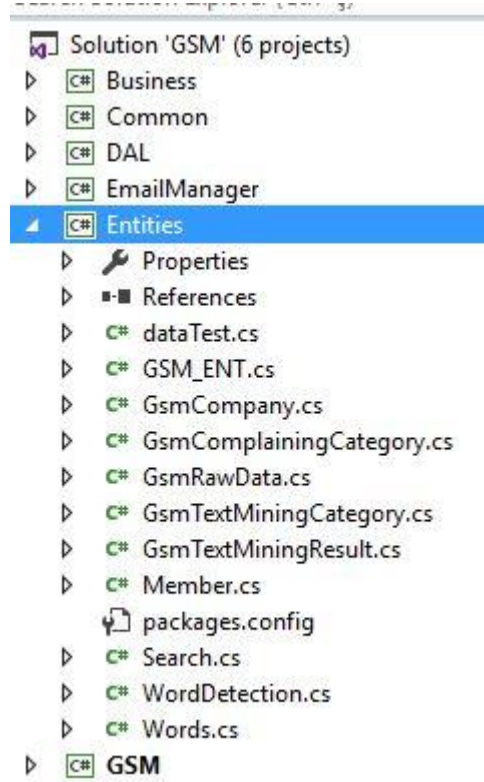 Solution 'GSM' (6 projects)
C# Business
C# Common
C# DAL
C# EmailManager
C# Entities
Properties
References
C# dataTest.cs
C# GSM_ENT.cs
C# GsmCompany.cs
C# GsmComplainingCategory.cs
C# GsmRawData.cs
C# GsmTextMiningCategory.cs
C# GsmTextMiningResult.cs
C# Member.cs
packages.config
C# Search.cs
C# WordDetection.cs
C# Words.cs
C# GSM